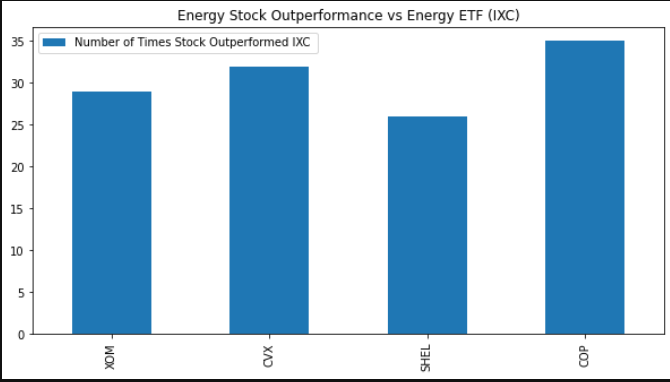 Energy Stock Outperformance vs Energy ETF (IXC)
Number of Times Stock Outperformed IXC
35
30
25
20
15
10
5
0
XOM
CVX
SHEL
COP